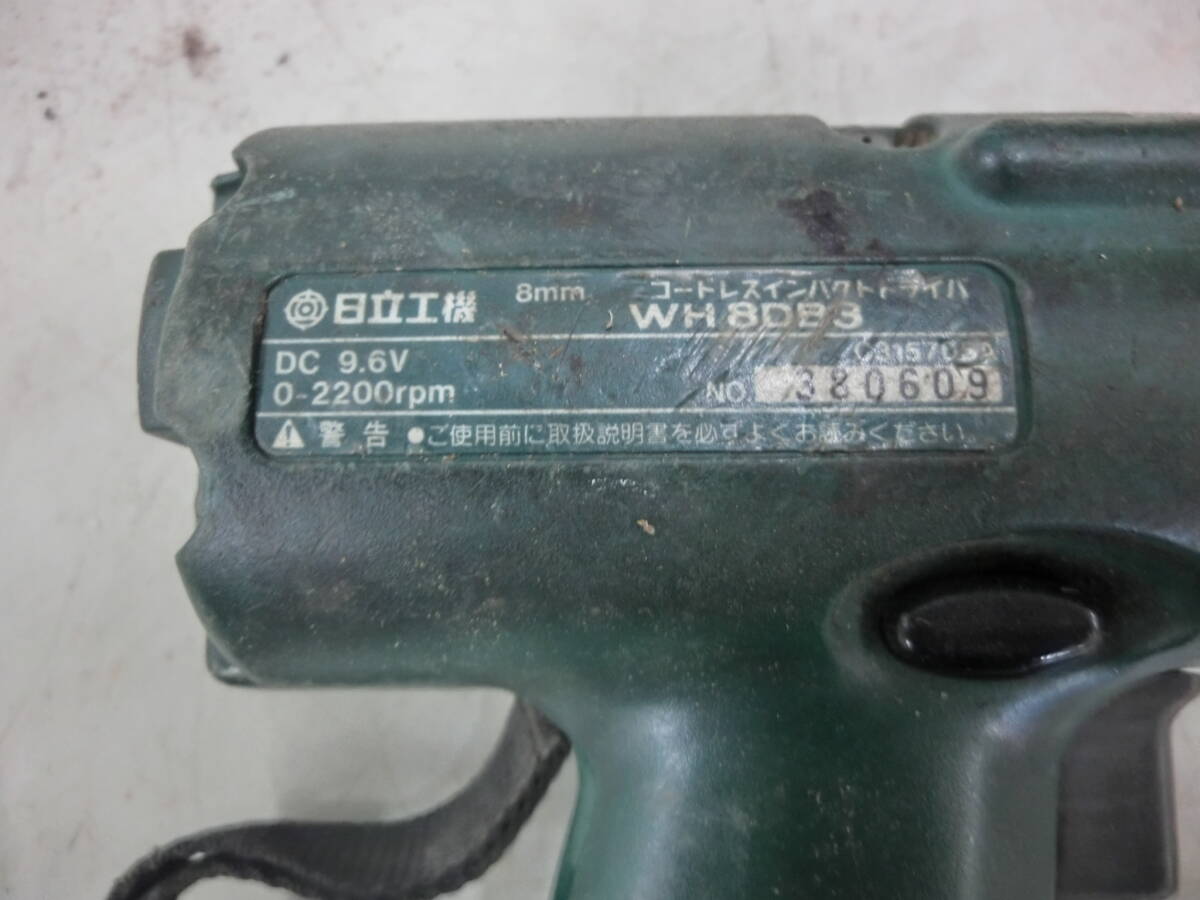 日立工機 8mm コードレスインパクトドライバ
WH8DB3
DC 9.6V
0-2200rpm NO. 380609
⚠警告 ●ご使用前に取扱説明書を必ずよくお読みください。